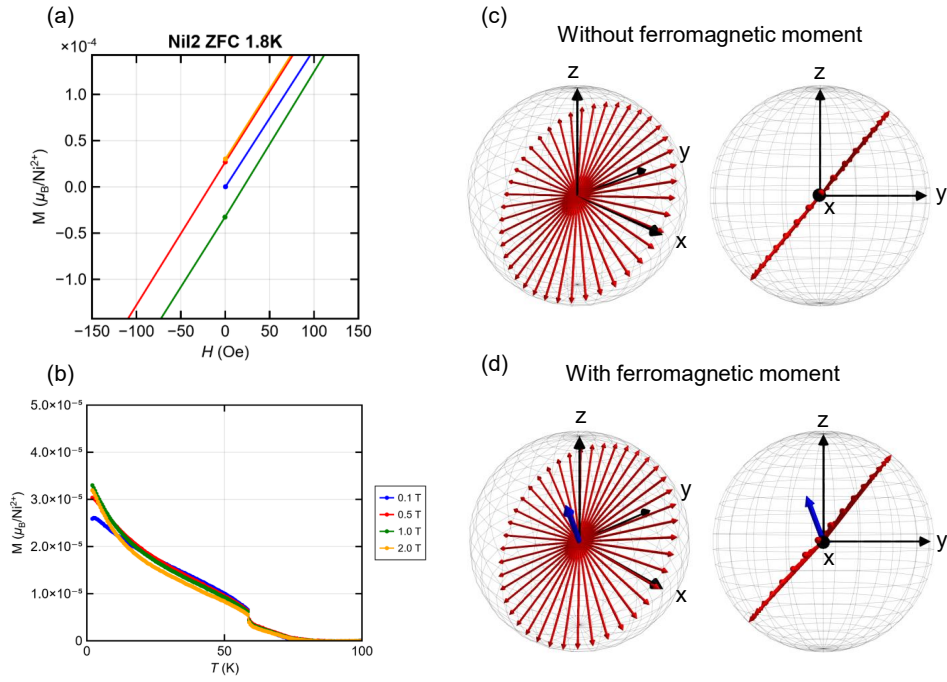 (a)
NiI2 ZFC 1.8K
×10⁻⁴
1.0
0.5
0.0
−0.5
−1.0
M (μB/Ni²⁺)
−150 −100 −50 0 50 100 150
H (Oe)
(b)
5.0×10⁻⁵
4.0×10⁻⁵
3.0×10⁻⁵
2.0×10⁻⁵
1.0×10⁻⁵
0
M (μB/Ni²⁺)
0 50 100
T (K)
0.1 T
0.5 T
1.0 T
2.0 T
(c)
Without ferromagnetic moment
z
y
x
z
y
x
(d)
With ferromagnetic moment
z
y
x
z
y
x